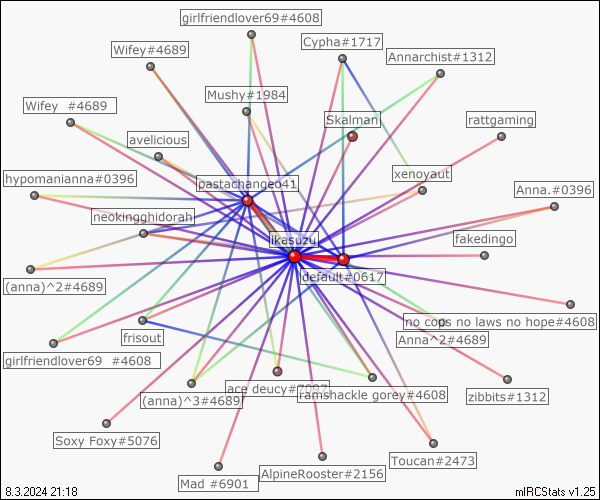 girlfriendlover69#4608
Cypha#1717
Wifey#4689
Annarchist#1312
Mushy#1984
Wifey  #4689
Skalman
rattgaming
avelicious
xenoyaut
hypomanianna#0396
pastachangeo41
Anna.#0396
neokingghidorah
ikasuzu
fakedingo
default#0617
(anna)^2#4689
no cops no laws no hope#4608
frisout
Anna^2#4689
girlfriendlover69  #4608
ace deucy#7097
ramshackle gorey#4608
zibbits#1312
(anna)^3#4689
Soxy Foxy#5076
Toucan#2473
AlpineRooster#2156
Mad #6901
8.3.2024 21:18
mIRCStats v1.25